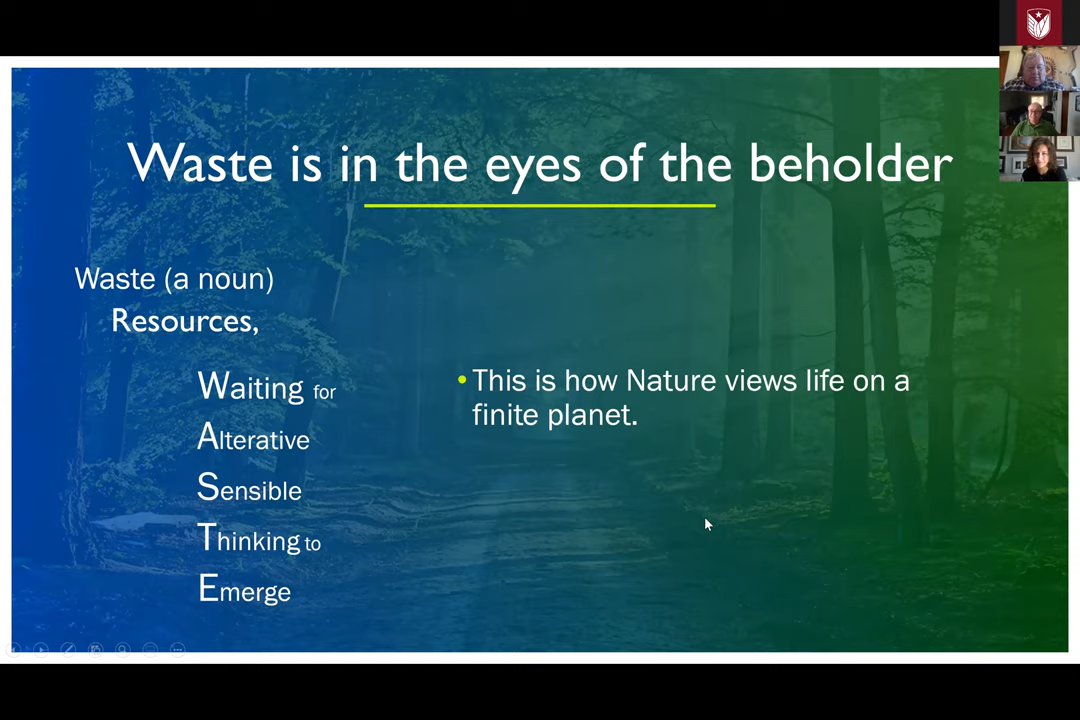 Waste is in the eyes of the beholder
Waste (a noun)
Resources,
Waiting for
Alterative
Sensible
Thinking to
Emerge
•This is how Nature views life on a
finite planet.